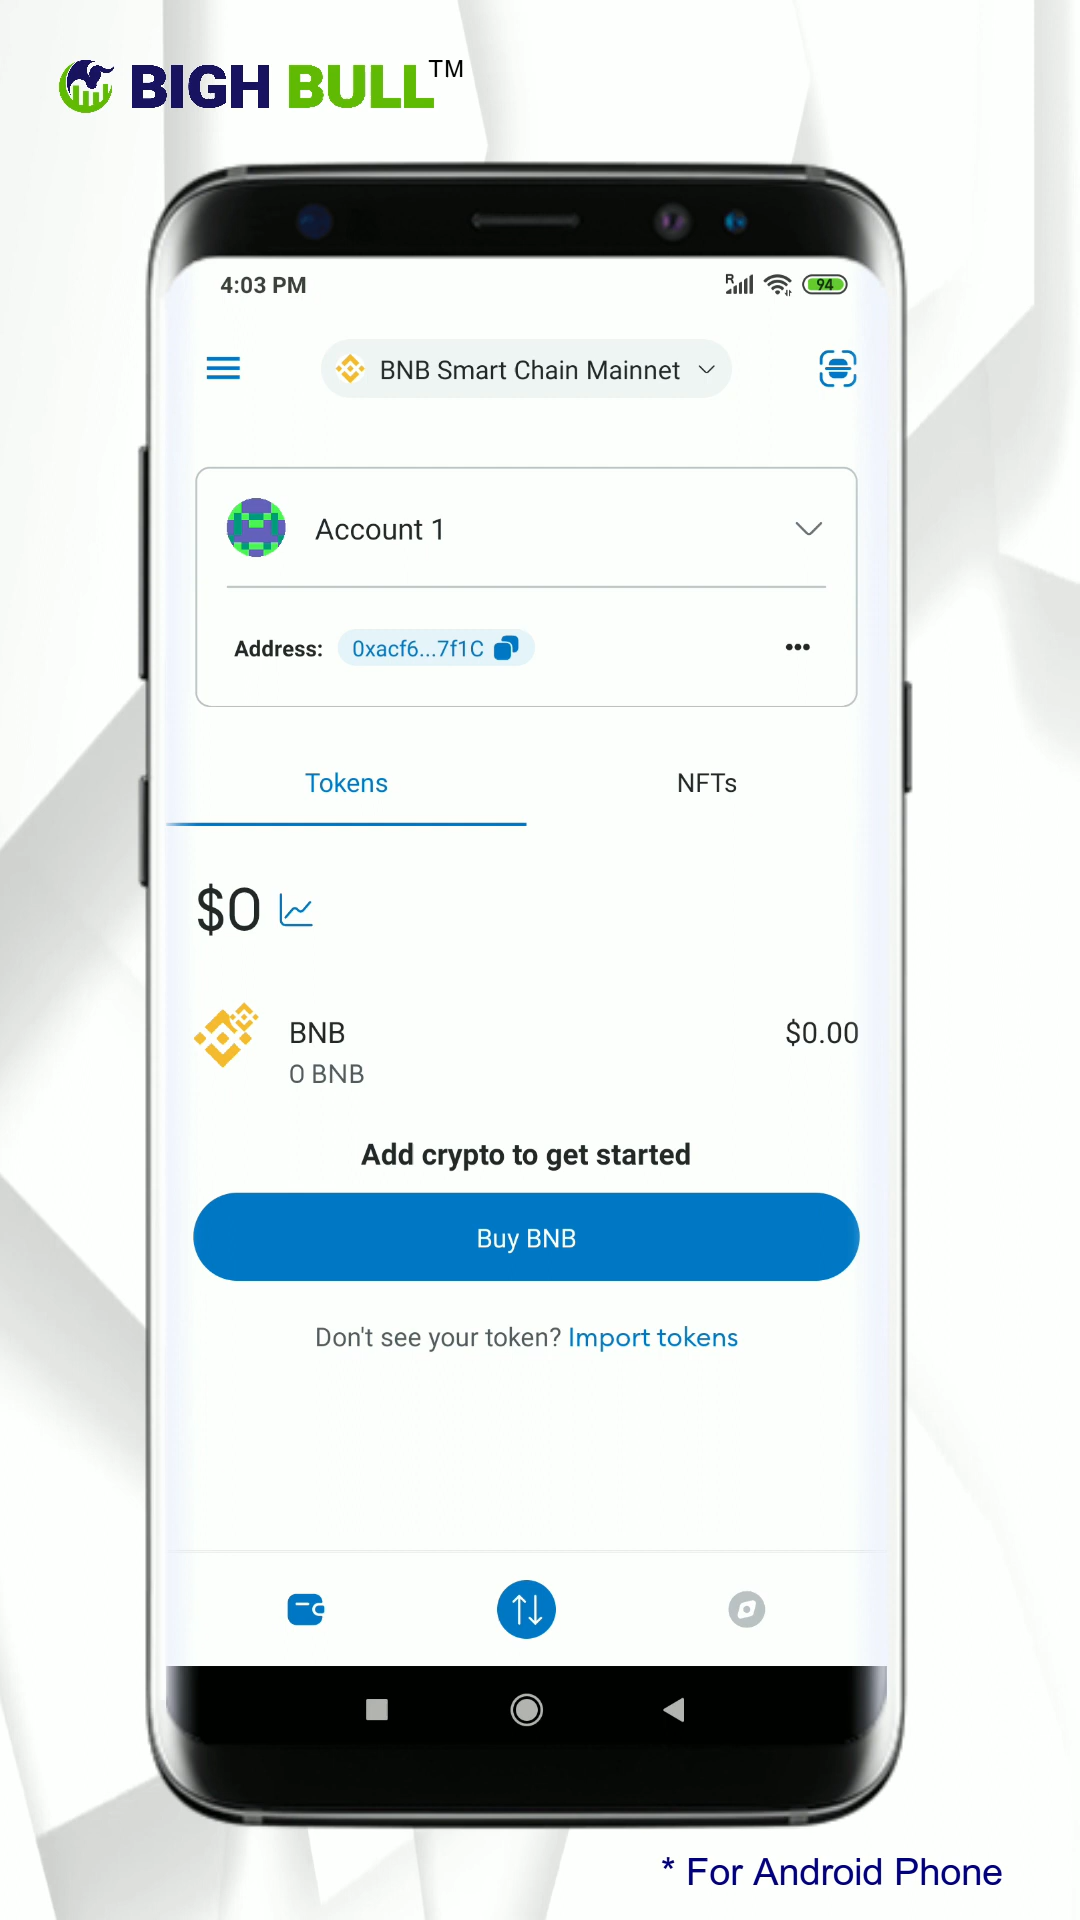 BIGH BULL™
4:03 PM
R 94
BNB Smart Chain Mainnet
Account 1
Address: 0xacf6...7f1C
Tokens NFTs
$0
BNB $0.00
0 BNB
Add crypto to get started
Buy BNB
Don't see your token? Import tokens
* For Android Phone